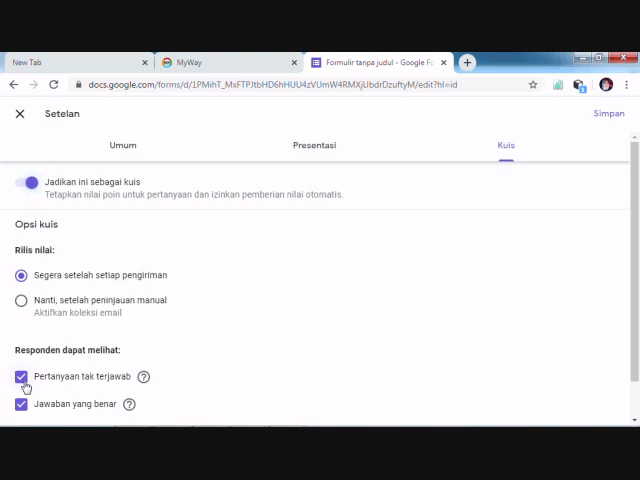 New Tab
MyWay
Formulir tanpa judul - Google Fo
docs.google.com/forms/d/1PMihT_MxFTPJtbHD6hHUU4zVUmW4RMXjUbdrDzuftyM/edit?hl=id
Setelan
Simpan
Umum
Presentasi
Kuis
Jadikan ini sebagai kuis
Tetapkan nilai poin untuk pertanyaan dan izinkan pemberian nilai otomatis.
Opsi kuis
Rilis nilai:
Segera setelah setiap pengiriman
Nanti, setelah peninjauan manual
Aktifkan koleksi email
Responden dapat melihat:
Pertanyaan tak terjawab
Jawaban yang benar